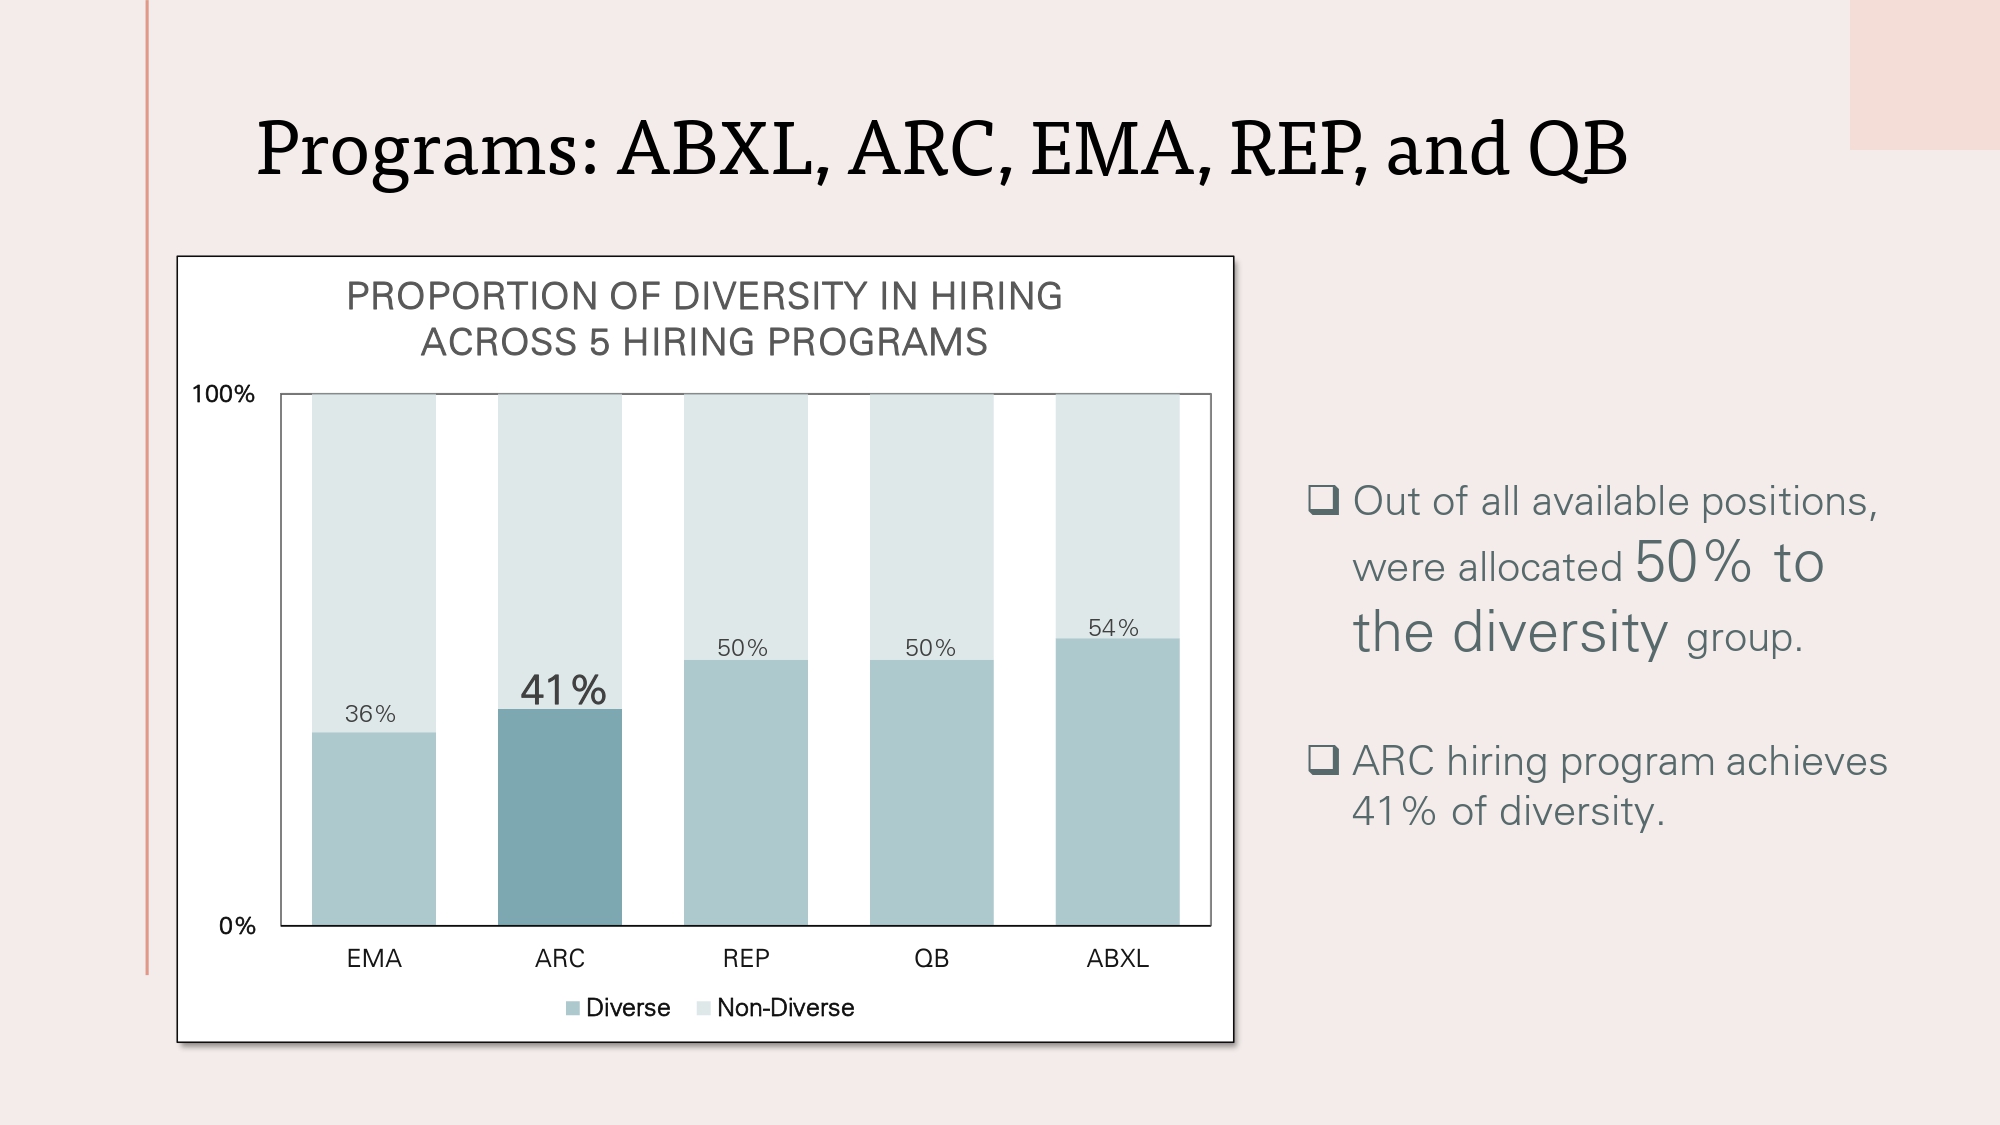 Programs: ABXL, ARC, EMA, REP, and QB
PROPORTION OF DIVERSITY IN HIRING
ACROSS 5 HIRING PROGRAMS
100%
54%
50%
50%
41%
36%
0%
EMA
ARC
REP
QB
ABXL
Diverse
Non-Diverse
Out of all available positions,
were allocated 50% to
the diversity group.
ARC hiring program achieves
41% of diversity.